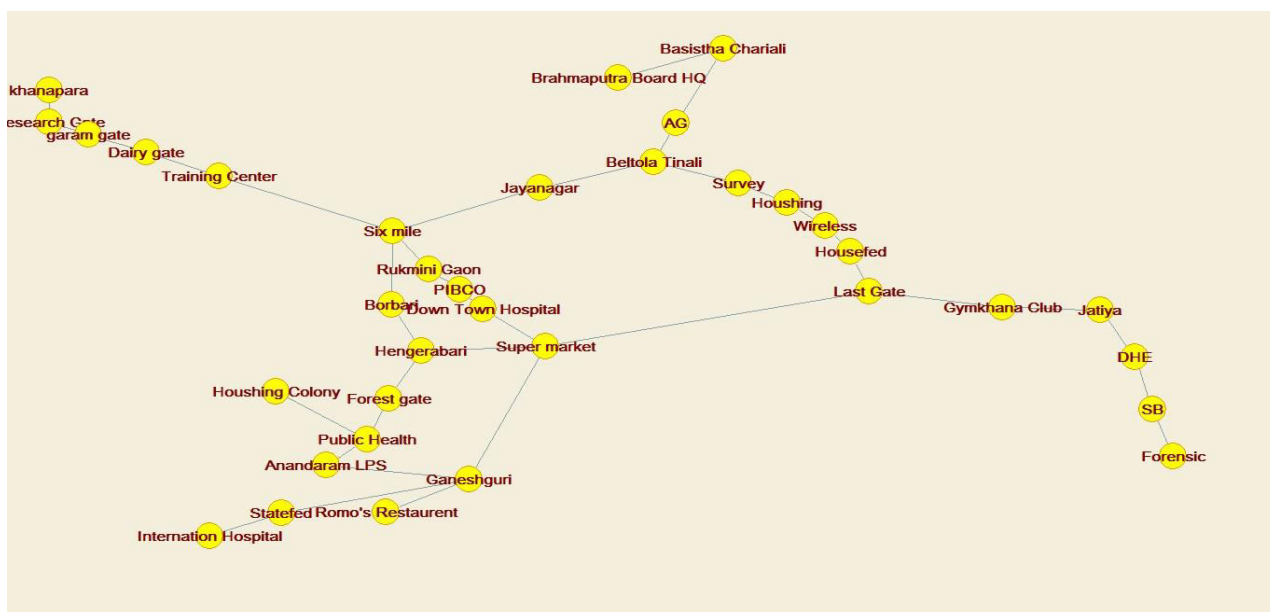 Basistha Chariali
Brahmaputra Board HQ
khanapara
esearch Gate
garam gate
AG
Dairy gate
Beltola Tinali
Training Center
Jayanagar
Survey
Houshing
Wireless
Six mile
Housefed
Rukmini Gaon
PIBCO
Last Gate
Borbari
Down Town Hospital
Gymkhana Club
Jatiya
Hengerabari
Super market
DHE
Houshing Colony
Forest gate
SB
Public Health
Forensic
Anandaram LPS
Ganeshguri
Statefed
Romo's Restaurent
Internation Hospital